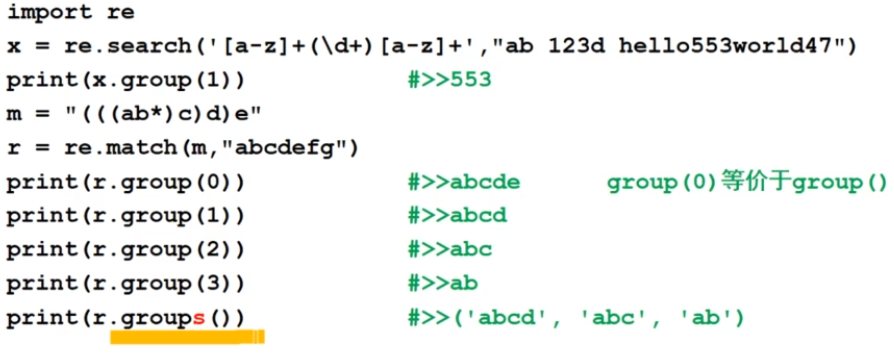 import re
x = re.search('[a-z]+(\d+)[a-z]+',"ab 123d hello553world47")
print(x.group(1)) #>>553
m = "(((ab*)c)d)e"
r = re.match(m,"abcdefg")
print(r.group(0)) #>>abcde group(0)等价于group()
print(r.group(1)) #>>abcd
print(r.group(2)) #>>abc
print(r.group(3)) #>>ab
print(r.groups()) #>>('abcd', 'abc', 'ab')